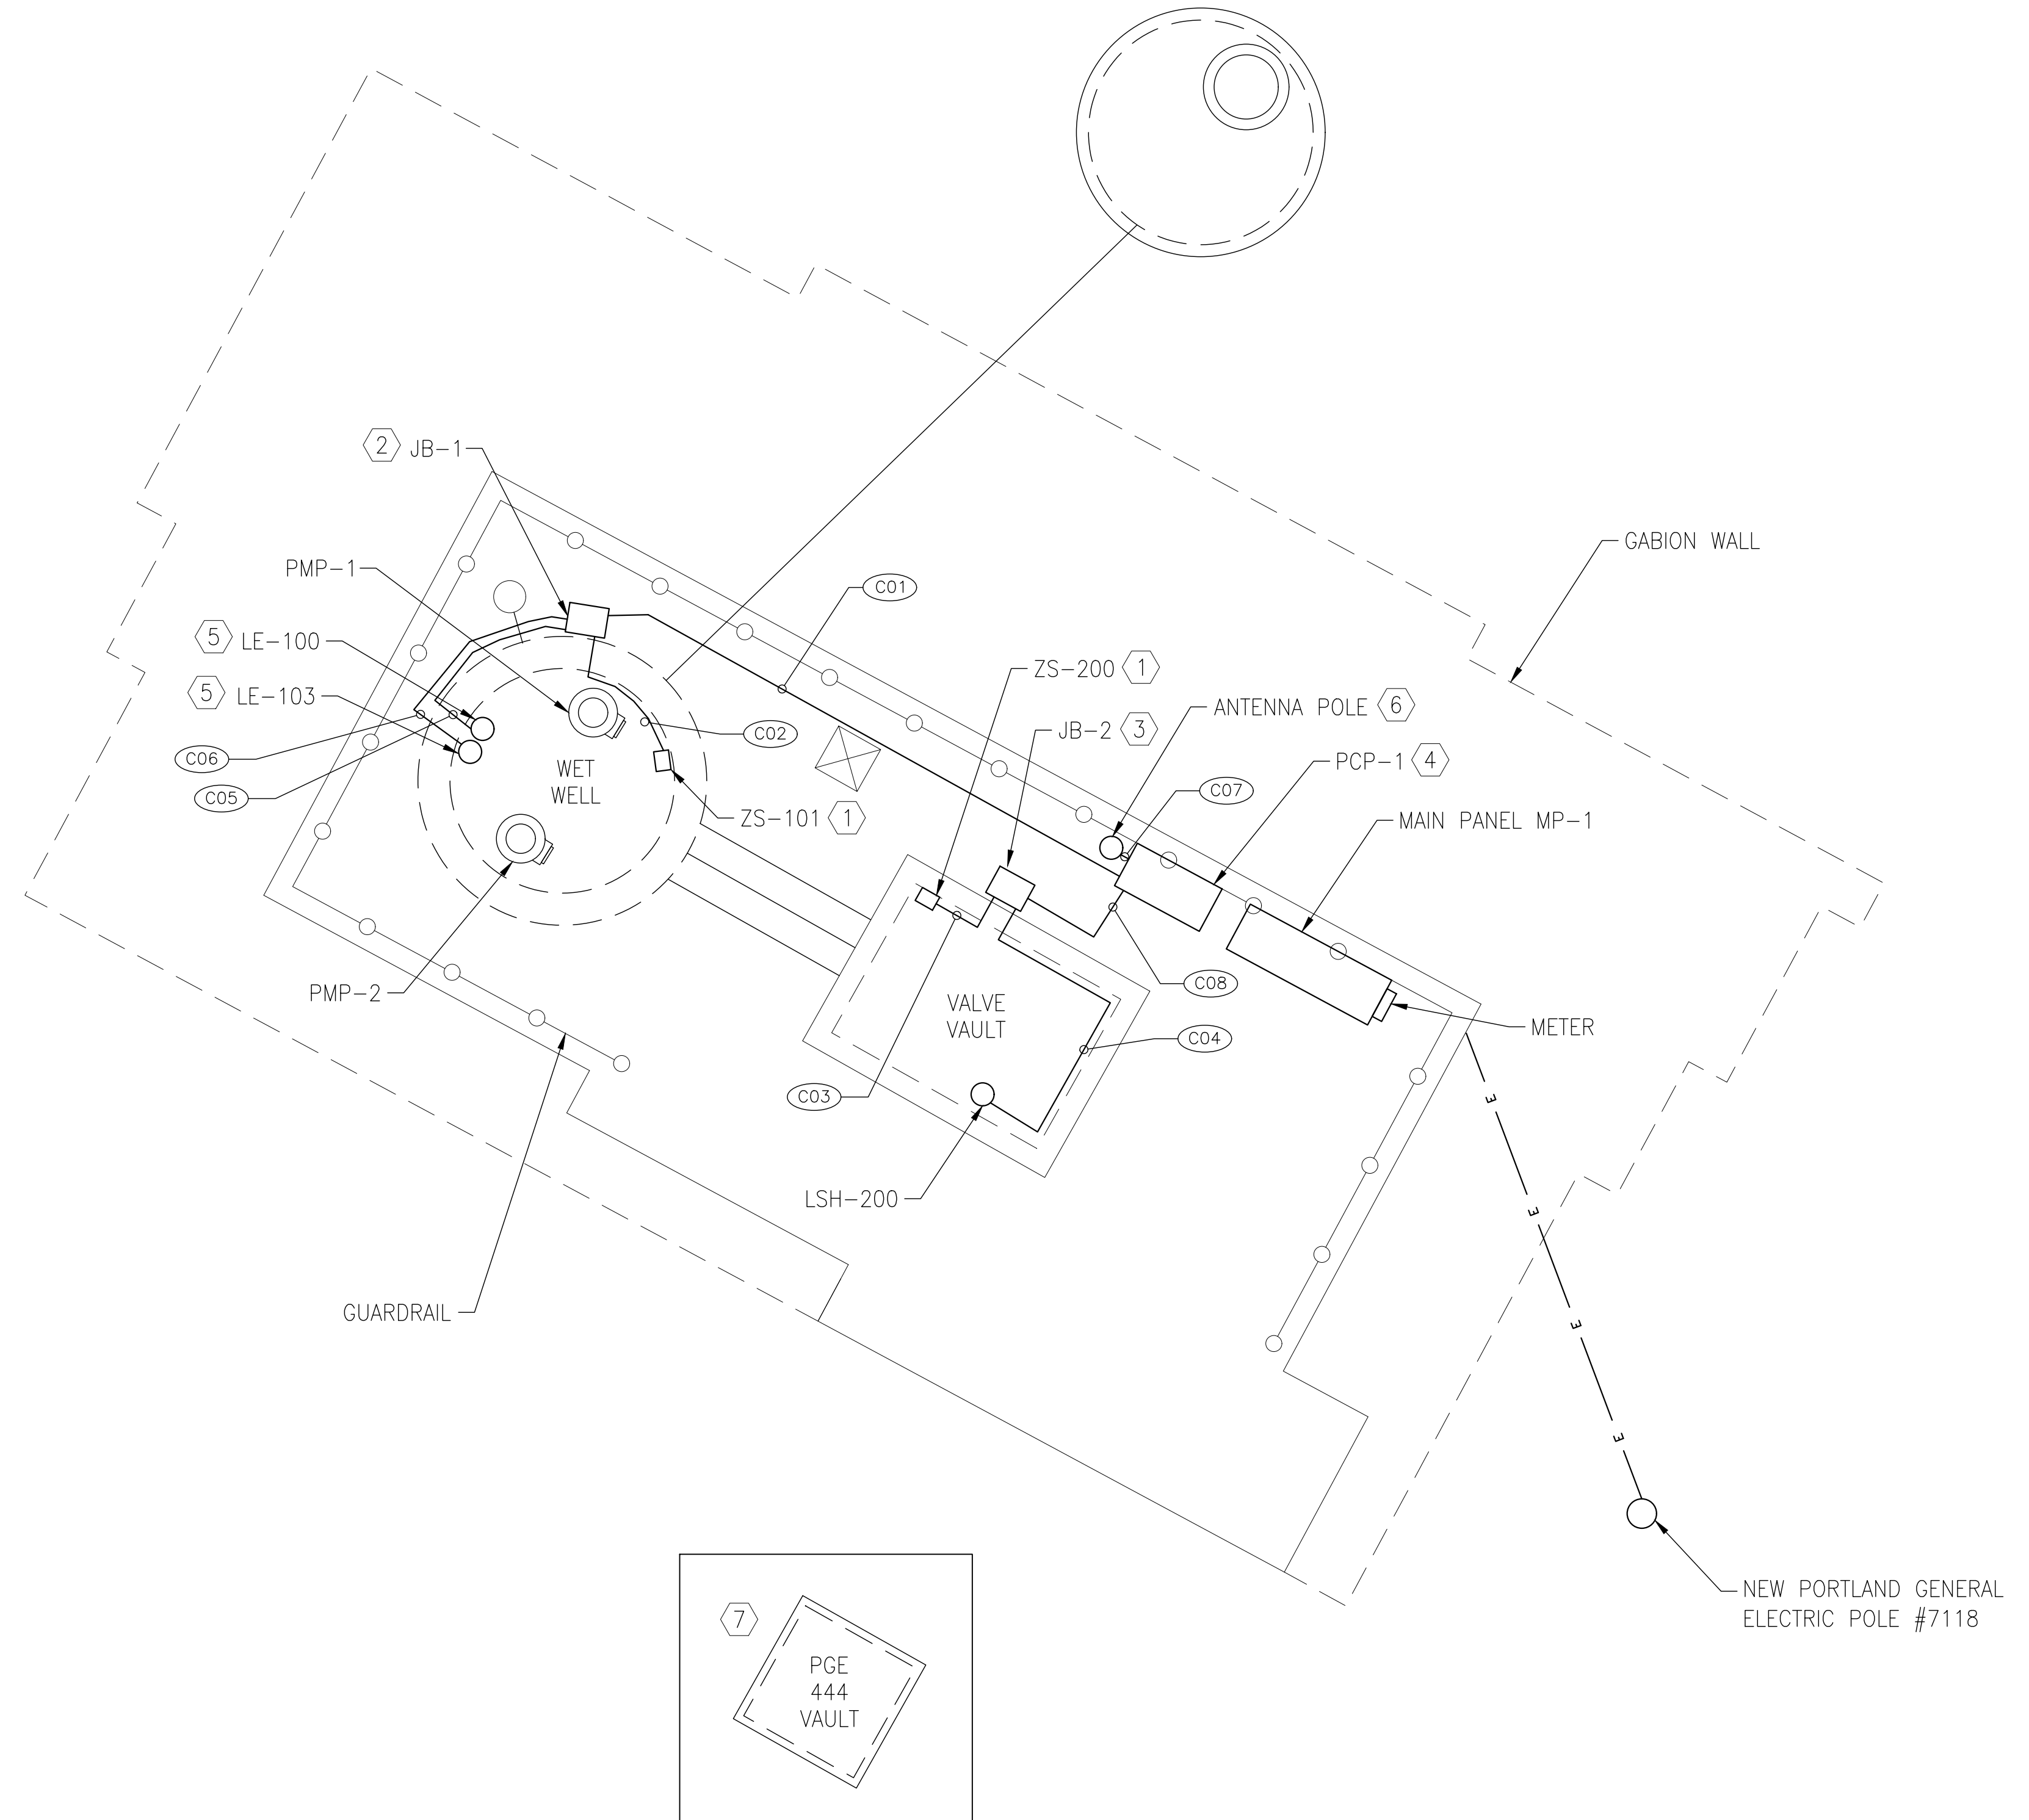 2 JB-1
GABION WALL
PMP-1
C01
5 LE-100
ZS-200 1
5 LE-103
ANTENNA POLE 6
JB-2 3
C02
C06
PCP-1 4
WET
WELL
C05
C07
ZS-101 1
MAIN PANEL MP-1
PMP-2
C08
VALVE
VAULT
METER
C04
C03
E
LSH-200
E
GUARDRAIL
E
E
NEW PORTLAND GENERAL
ELECTRIC POLE #7118
7
PGE
444
VAULT